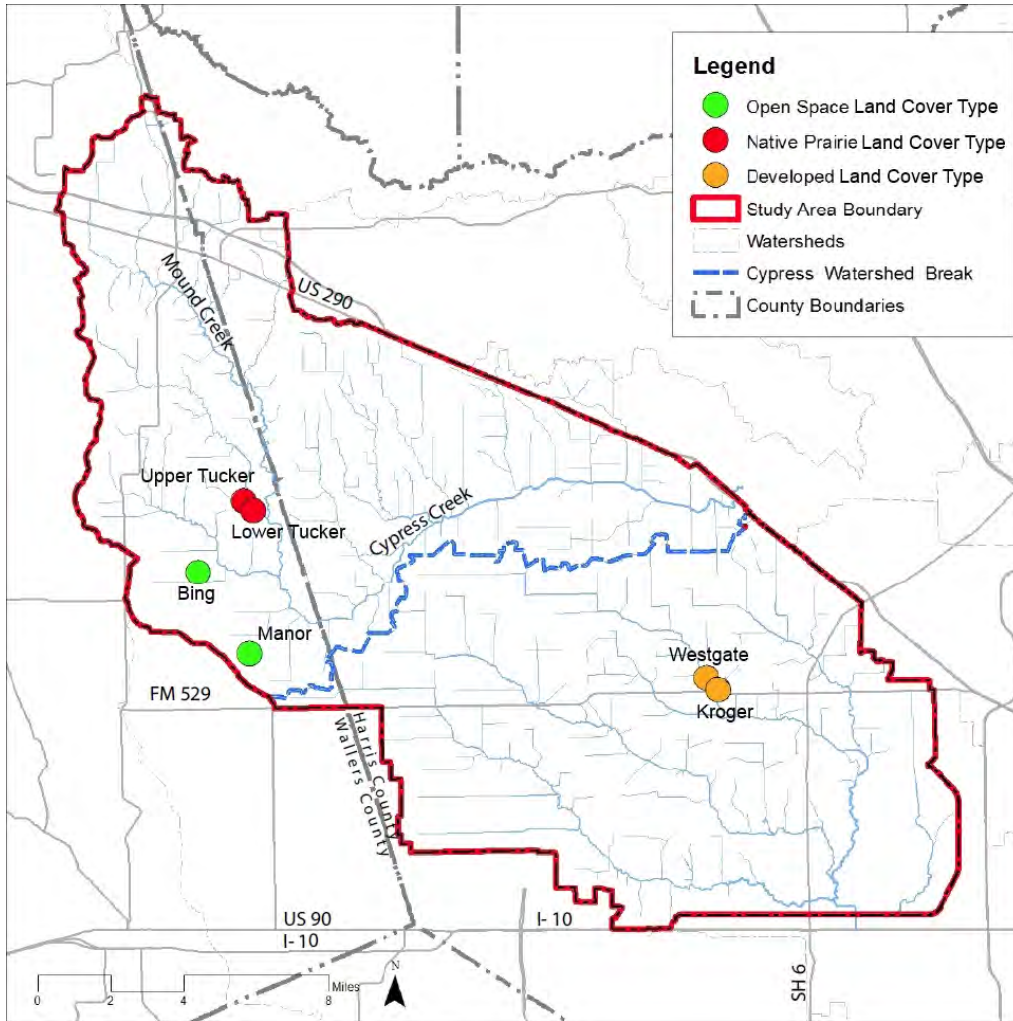 Legend
Open Space Land Cover Type
Native Prairie Land Cover Type
Developed Land Cover Type
Study Area Boundary
Watersheds
Cypress Watershed Break
County Boundaries
Mound Creek
US 290
Upper Tucker
Lower Tucker
Cypress Creek
Bing
Manor
Westgate
Kroger
FM 529
Harris County
Wallers County
US 90
I-10
I-10
SH 6
N
Miles
0 2 4 8